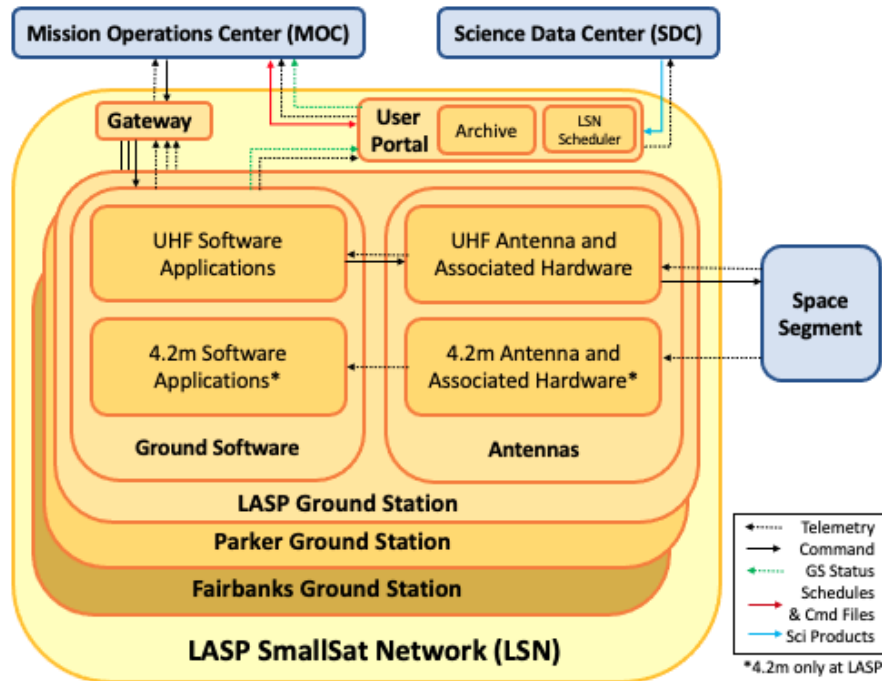 Mission Operations Center (MOC)
Science Data Center (SDC)
Gateway
User
Portal
Archive
LSN
Scheduler
UHF Software
Applications
UHF Antenna and
Associated Hardware
Space
Segment
4.2m Software
Applications*
4.2m Antenna and
Associated Hardware*
Ground Software
Antennas
LASP Ground Station
Parker Ground Station
Fairbanks Ground Station
LASP SmallSat Network (LSN)
Telemetry
Command
GS Status
Schedules
& Cmd Files
Sci Products
*4.2m only at LASP